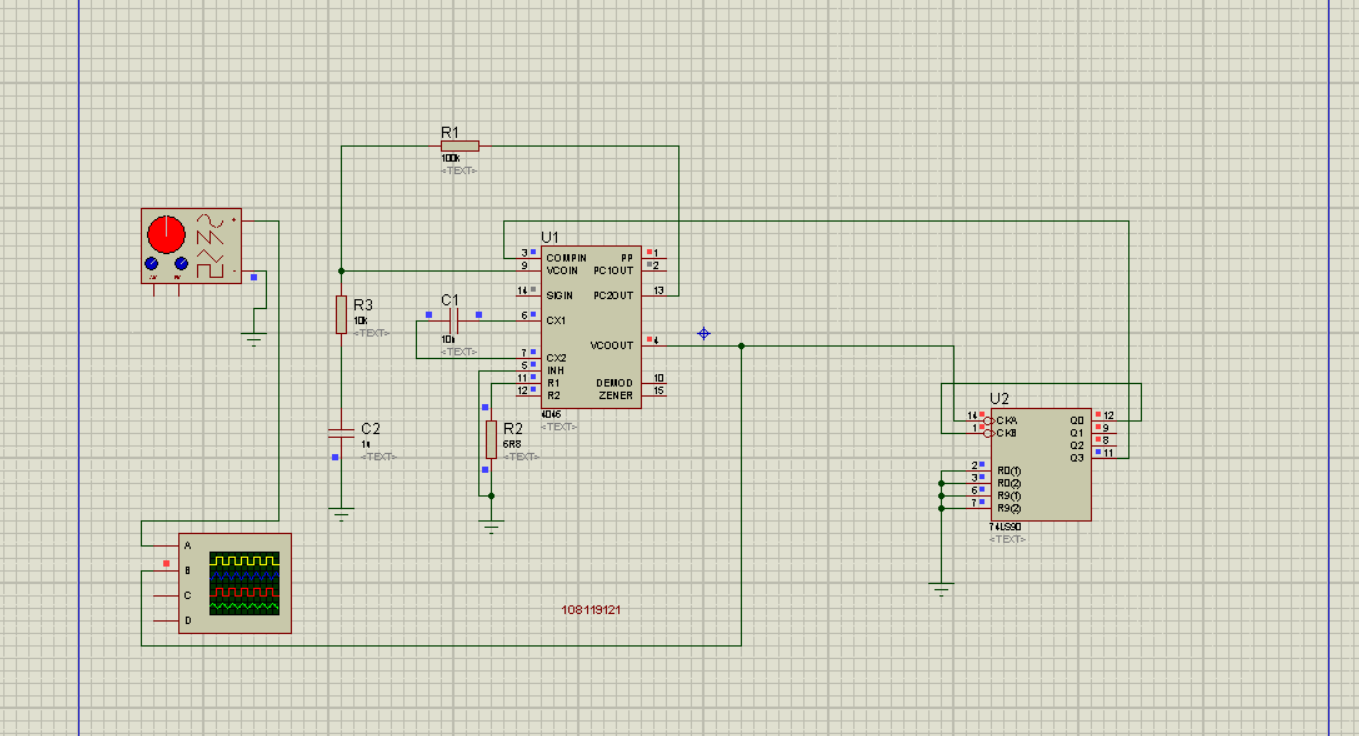 R1
100k
<TEXT>
U1
3 COMPIN PP 1
9 VCOIN PC1OUT 2
14 SIGIN PC2OUT 13
6 CX1
VCOOUT 4
7 CX2
5 INH
11 R1 DEMOD 10
12 R2 ZENER 15
4046
<TEXT>
C1
10n
<TEXT>
R3
10k
<TEXT>
C2
1u
<TEXT>
R2
6R8
<TEXT>
U2
14 CKA Q0 12
1 CKB Q1 9
Q2 8
Q3 11
2 R0(1)
3 R0(2)
6 R9(1)
7 R9(2)
74LS90
<TEXT>
A
B
C
D
108119121